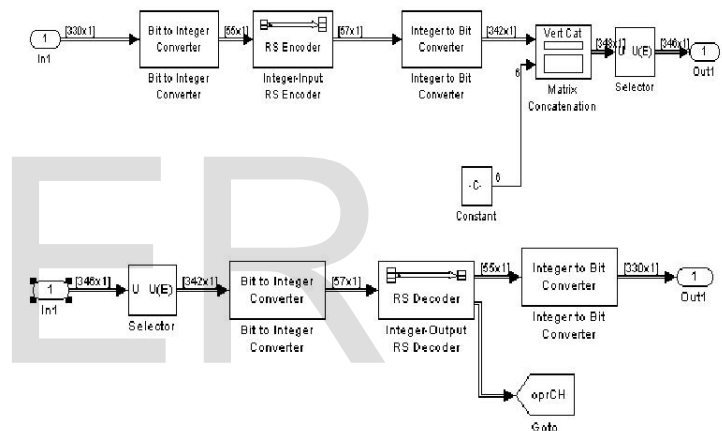 1
In1
[330x1]
Bit to Integer
Converter
Bit to Integer
Converter
[55x1]
RS Encoder
Integer-Input
RS Encoder
[57x1]
Integer to Bit
Converter
Integer to Bit
Converter
[342x1]
6
Vert Cat
Matrix
Concatenation
[348x1]
U U(E)
Selector
[346x1]
1
Out1
-C-
6
Constant
ER
1
In1
[346x1]
U U(E)
Selector
[342x1]
Bit to Integer
Converter
Bit to Integer
Converter
[57x1]
RS Decoder
Integer-Output
RS Decoder
[55x1]
Integer to Bit
Converter
Integer to Bit
Converter
[330x1]
1
Out1
oprCH
Goto